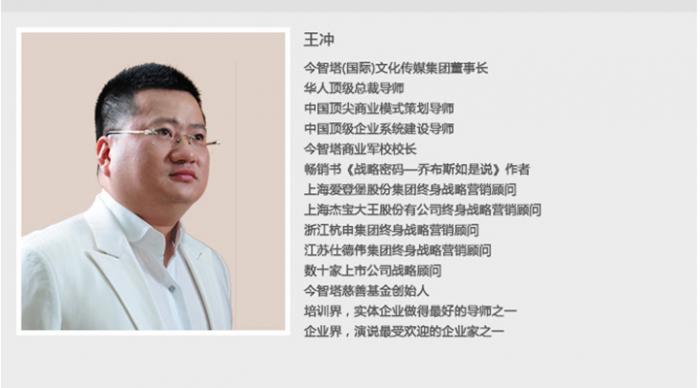 王冲
今智塔(国际)文化传媒集团董事长
华人顶级总裁导师
中国顶尖商业模式策划导师
中国顶级企业系统建设导师
今智塔商业军校校长
畅销书《战略密码—乔布斯如是说》作者
上海爱登堡股份集团终身战略营销顾问
上海杰宝大王股份有公司终身战略营销顾问
浙江杭申集团终身战略营销顾问
江苏仕德伟集团终身战略营销顾问
数十家上市公司战略顾问
今智塔慈善基金创始人
培训界，实体企业做得最好的导师之一
企业界，演说最受欢迎的企业家之一